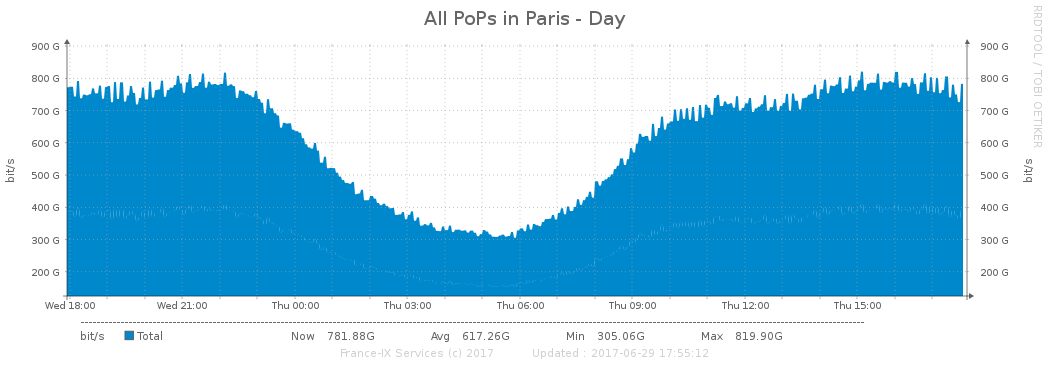 All PoPs in Paris - Day
RRDTOOL / TOBI OETIKER
900 G 900 G
800 G 800 G
700 G 700 G
600 G 600 G
500 G 500 G
400 G 400 G
300 G 300 G
200 G 200 G
bit/s bit/s
Wed 18:00 Wed 21:00 Thu 00:00 Thu 03:00 Thu 06:00 Thu 09:00 Thu 12:00 Thu 15:00
bit/s Total Now 781.88G Avg 617.26G Min 305.06G Max 819.90G
France-IX Services (c) 2017 Updated : 2017-06-29 17:55:12